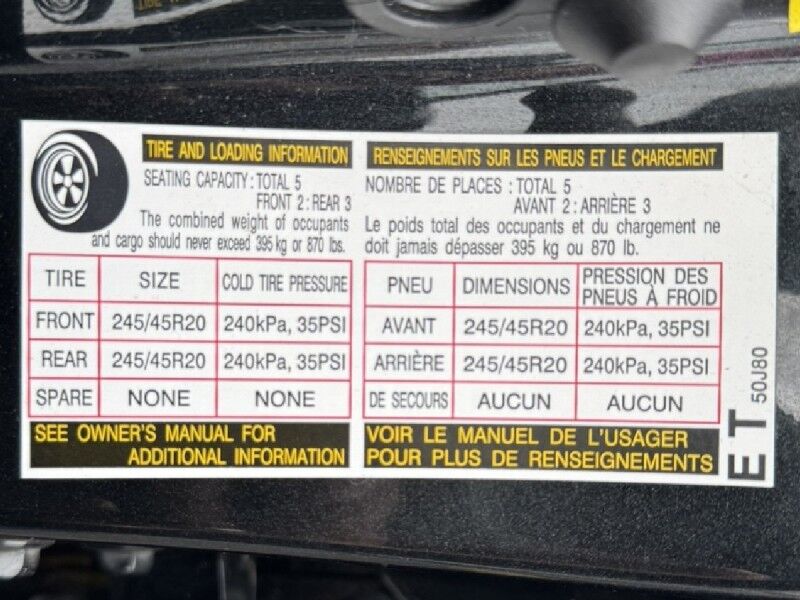 TIRE AND LOADING INFORMATION
SEATING CAPACITY : TOTAL 5
FRONT 2 : REAR 3
The combined weight of occupants
and cargo should never exceed 395 kg or 870 lbs.
TIRE SIZE COLD TIRE PRESSURE
FRONT 245/45R20 240kPa, 35PSI
REAR 245/45R20 240kPa, 35PSI
SPARE NONE NONE
SEE OWNER'S MANUAL FOR
ADDITIONAL INFORMATION
RENSEIGNEMENTS SUR LES PNEUS ET LE CHARGEMENT
NOMBRE DE PLACES : TOTAL 5
AVANT 2 : ARRIÈRE 3
Le poids total des occupants et du chargement ne
doit jamais dépasser 395 kg ou 870 lb.
PNEU DIMENSIONS PRESSION DES
PNEUS À FROID
AVANT 245/45R20 240kPa, 35PSI
ARRIÈRE 245/45R20 240kPa, 35PSI
DE SECOURS AUCUN AUCUN
VOIR LE MANUEL DE L'USAGER
POUR PLUS DE RENSEIGNEMENTS
ET 50J80